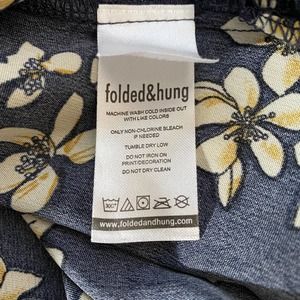 folded&hung
MACHINE WASH COLD INSIDE OUT
WITH LIKE COLORS
ONLY NON-CHLORINE BLEACH
IF NEEDED
TUMBLE DRY LOW
DO NOT IRON ON
PRINT/DECORATION
DO NOT DRY CLEAN
www.foldedandhung.com